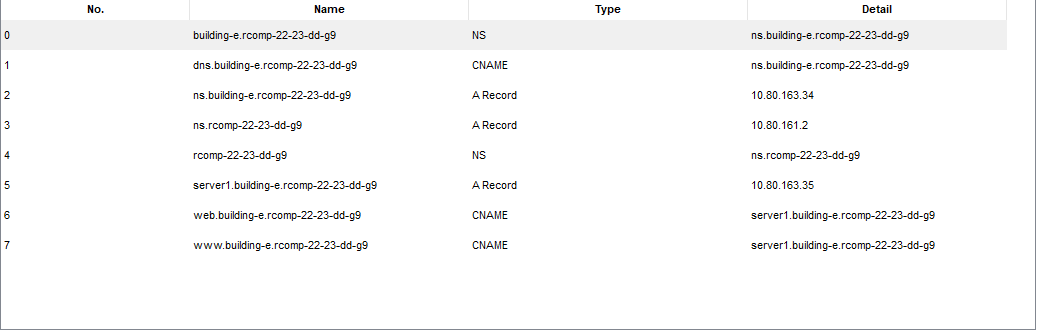 No. Name Type Detail
0 building-e.rcomp-22-23-dd-g9 NS ns.building-e.rcomp-22-23-dd-g9
1 dns.building-e.rcomp-22-23-dd-g9 CNAME ns.building-e.rcomp-22-23-dd-g9
2 ns.building-e.rcomp-22-23-dd-g9 A Record 10.80.163.34
3 ns.rcomp-22-23-dd-g9 A Record 10.80.161.2
4 rcomp-22-23-dd-g9 NS ns.rcomp-22-23-dd-g9
5 server1.building-e.rcomp-22-23-dd-g9 A Record 10.80.163.35
6 web.building-e.rcomp-22-23-dd-g9 CNAME server1.building-e.rcomp-22-23-dd-g9
7 www.building-e.rcomp-22-23-dd-g9 CNAME server1.building-e.rcomp-22-23-dd-g9